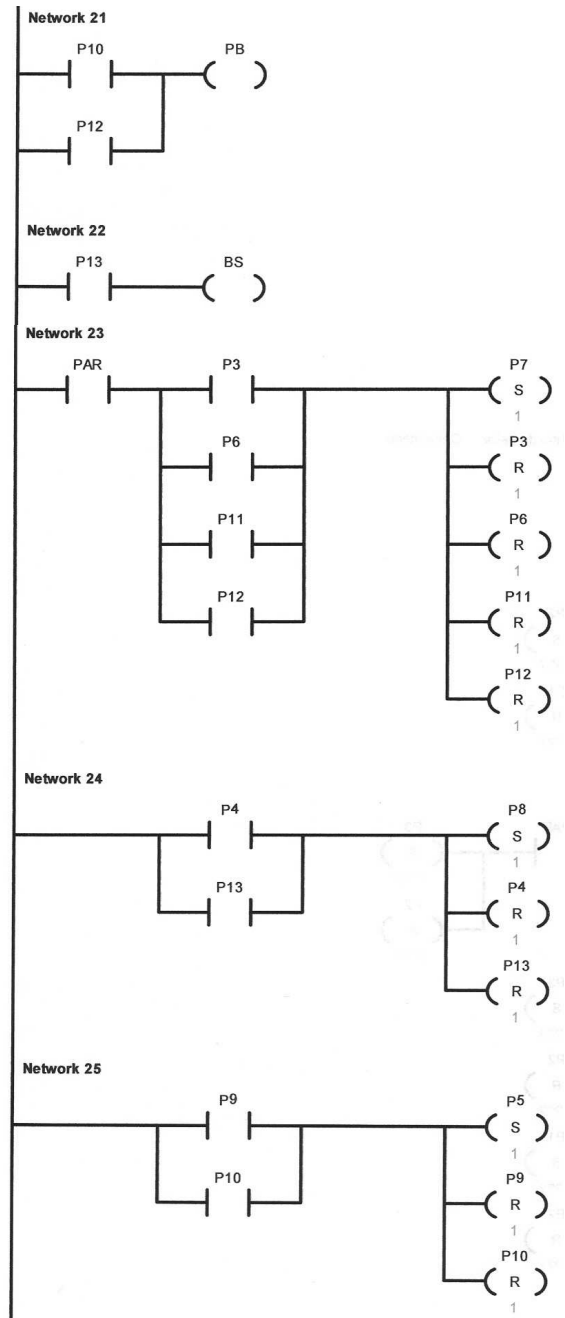 Network 21
P10 PB
P12
Network 22
P13 BS
Network 23
PAR P3 P7
S
1
P6 P3
R
1
P11 P6
R
1
P12 P11
R
1
P12
R
1
Network 24
P4 P8
S
1
P13 P4
R
1
P13
R
1
Network 25
P9 P5
S
1
P10 P9
R
1
P10
R
1